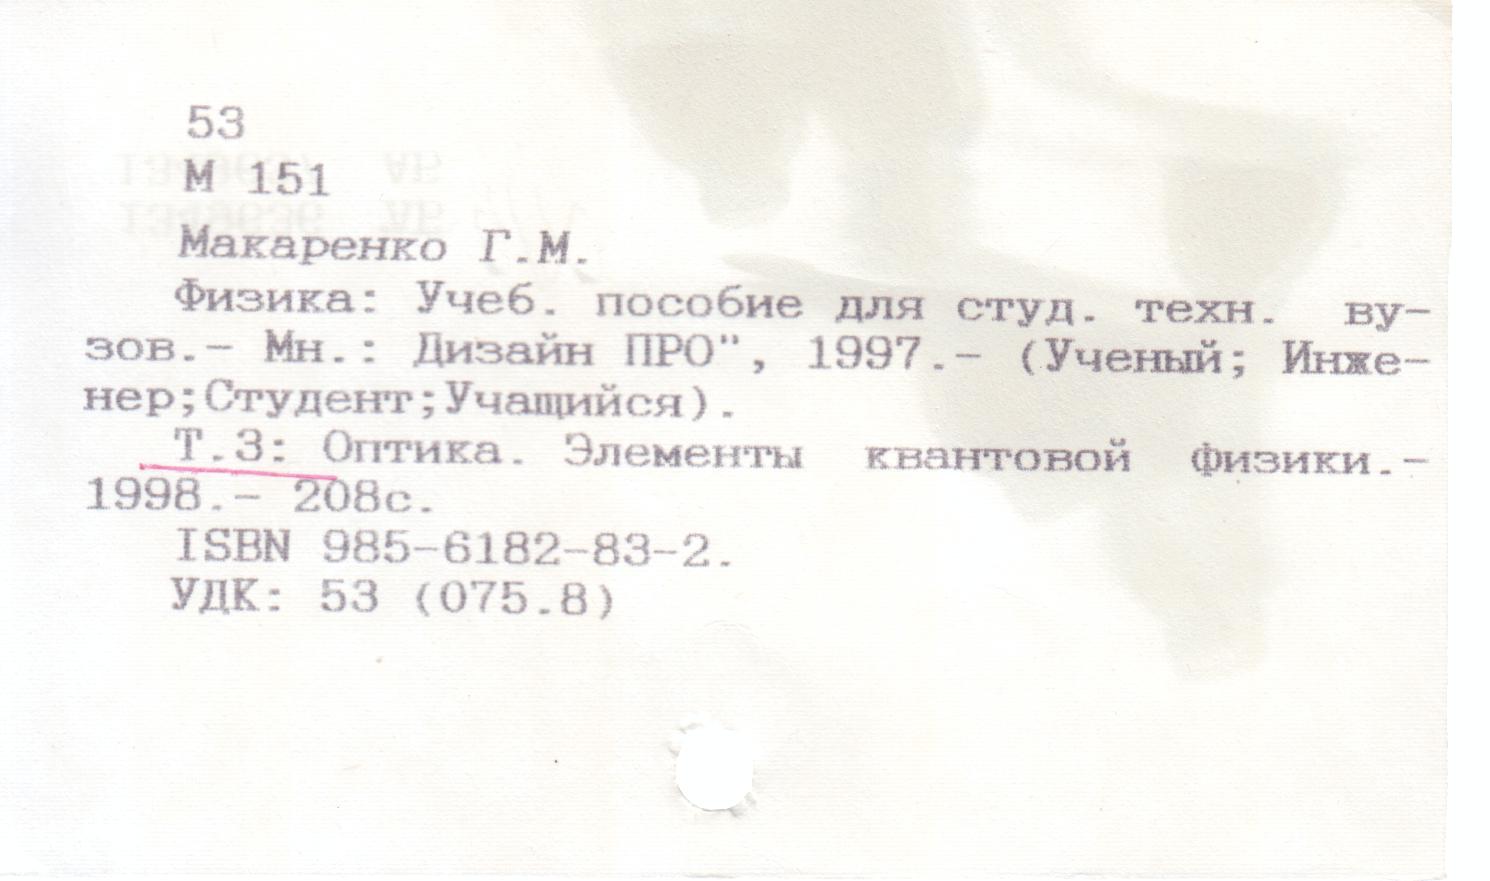 53
М 151
Макаренко Г.М.
Физика: Учеб. пособие для студ. техн. ву-
зов.- Мн.: Дизайн ПРО", 1997.- (Ученый; Инже-
нер;Студент;Учащийся).
Т.3: Оптика. Элементы квантовой физики.-
1998.- 208с.
ISBN 985-6182-83-2.
УДК: 53 (075.8)